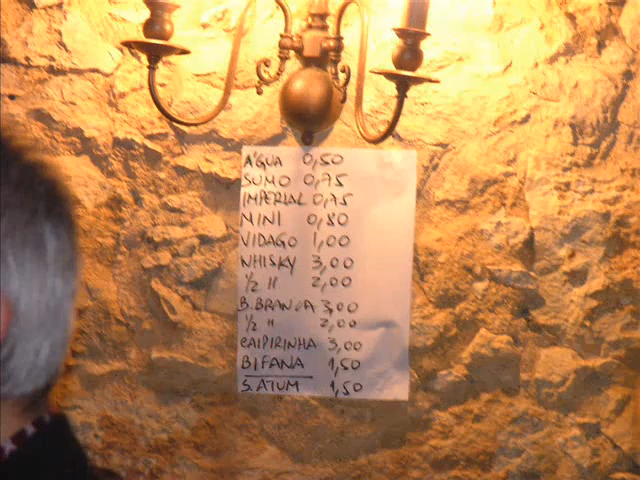 ÁGUA 0,50
SUMO 0,75
IMPERIAL 0,75
MINI 0,80
VIDAGO 1,00
WHISKY 3,00
1/2 " 2,00
B. BRANCA 3,00
1/2 " 2,00
CAIPIRINHA 3,00
BIFANA 1,50
S. ATUM 1,50